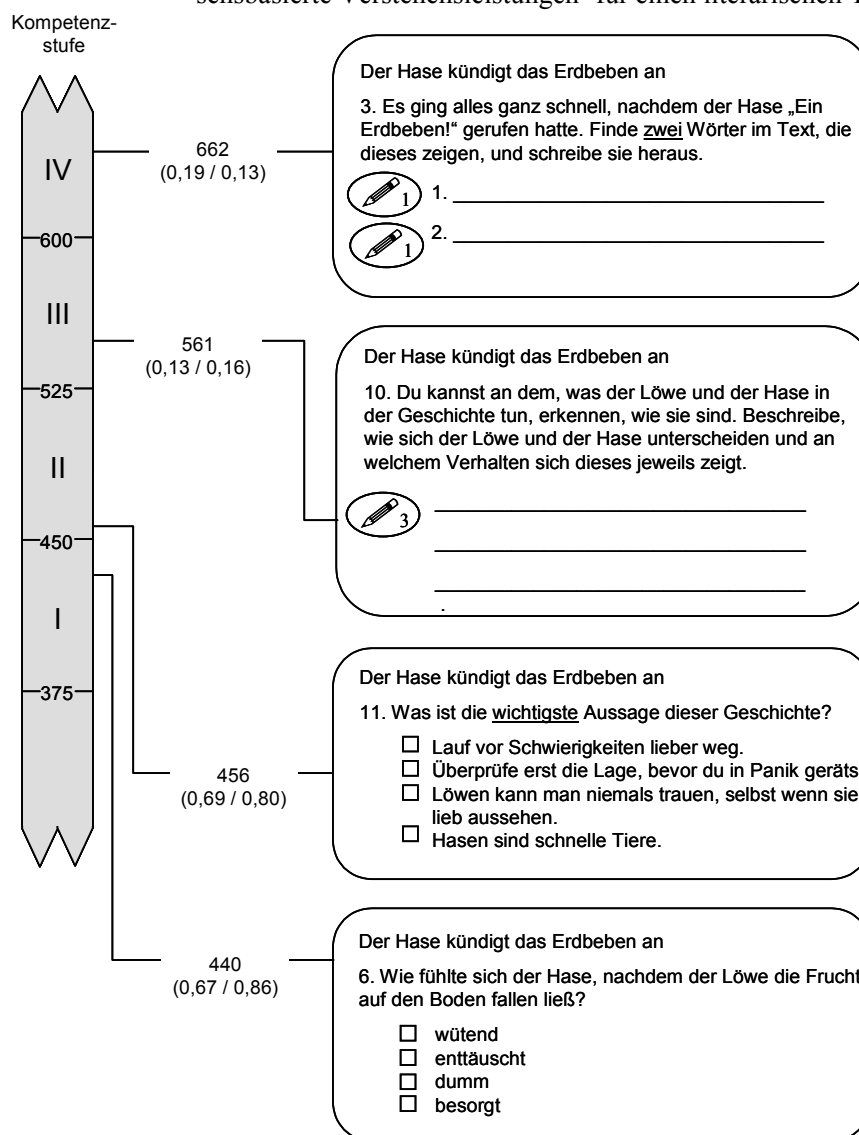 sensbasierte Verstehensleistungen“ für einen literarischen
Kompetenz-
stufe
IV
600
III
525
II
450
I
375
662
(0,19 / 0,13)
Der Hase kündigt das Erdbeben an
3. Es ging alles ganz schnell, nachdem der Hase „Ein
Erdbeben!“ gerufen hatte. Finde zwei Wörter im Text, die
dieses zeigen, und schreibe sie heraus.
1 1. ____________________
1 2. ____________________
561
(0,13 / 0,16)
Der Hase kündigt das Erdbeben an
10. Du kannst an dem, was der Löwe und der Hase in
der Geschichte tun, erkennen, wie sie sind. Beschreibe,
wie sich der Löwe und der Hase unterscheiden und an
welchem Verhalten sich dieses jeweils zeigt.
3
456
(0,69 / 0,80)
Der Hase kündigt das Erdbeben an
11. Was ist die wichtigste Aussage dieser Geschichte?
☐ Lauf vor Schwierigkeiten lieber weg.
☐ Überprüfe erst die Lage, bevor du in Panik geräts
☐ Löwen kann man niemals trauen, selbst wenn sie
lieb aussehen.
☐ Hasen sind schnelle Tiere.
440
(0,67 / 0,86)
Der Hase kündigt das Erdbeben an
6. Wie fühlte sich der Hase, nachdem der Löwe die Frucht
auf den Boden fallen ließ?
☐ wütend
☐ enttäuscht
☐ dumm
☐ besorgt